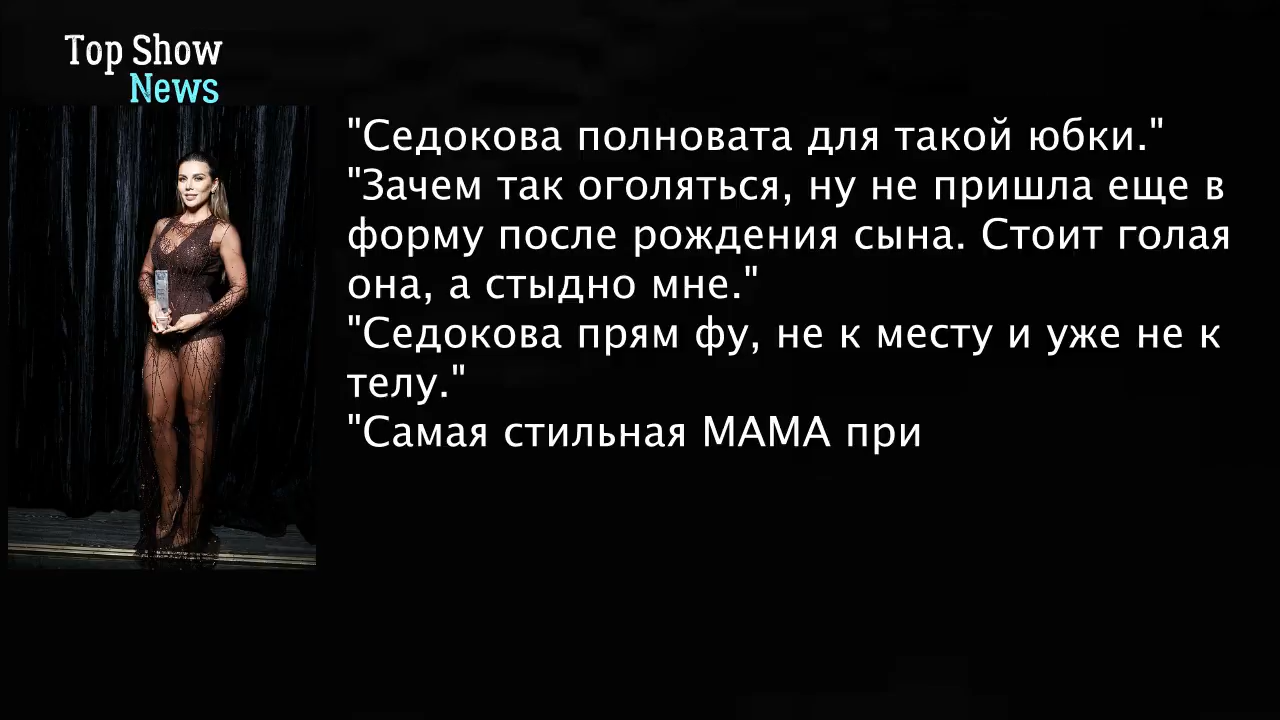 Top Show
News
"Седокова полновата для такой юбки."
"Зачем так оголяться, ну не пришла еще в
форму после рождения сына. Стоит голая
она, а стыдно мне."
"Седокова прям фу, не к месту и уже не к
телу."
"Самая стильная МАМА при